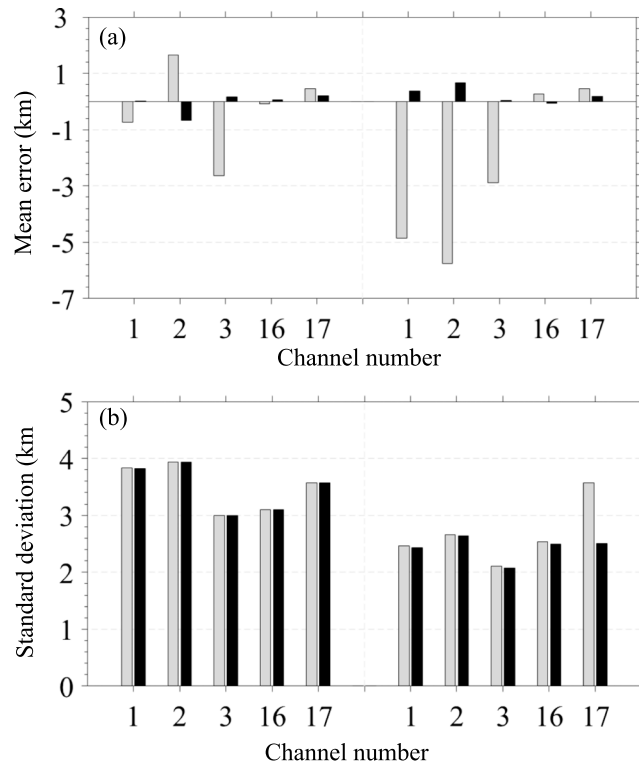 (a)
Mean error (km)
3
1
-1
-3
-5
-7
1 2 3 16 17 1 2 3 16 17
Channel number
(b)
Standard deviation (km
5
4
3
2
1
0
1 2 3 16 17 1 2 3 16 17
Channel number